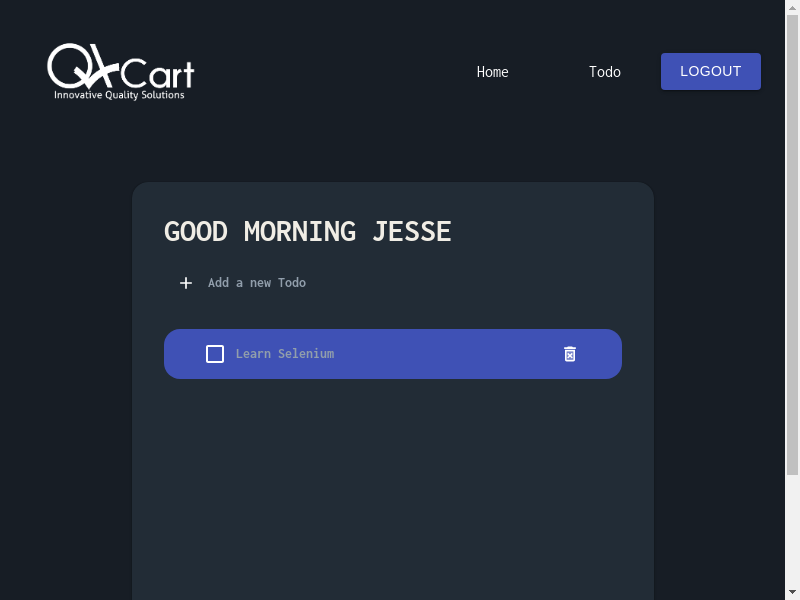 QACart
Innovative Quality Solutions
Home
Todo
LOGOUT
GOOD MORNING JESSE
Add a new Todo
Learn Selenium